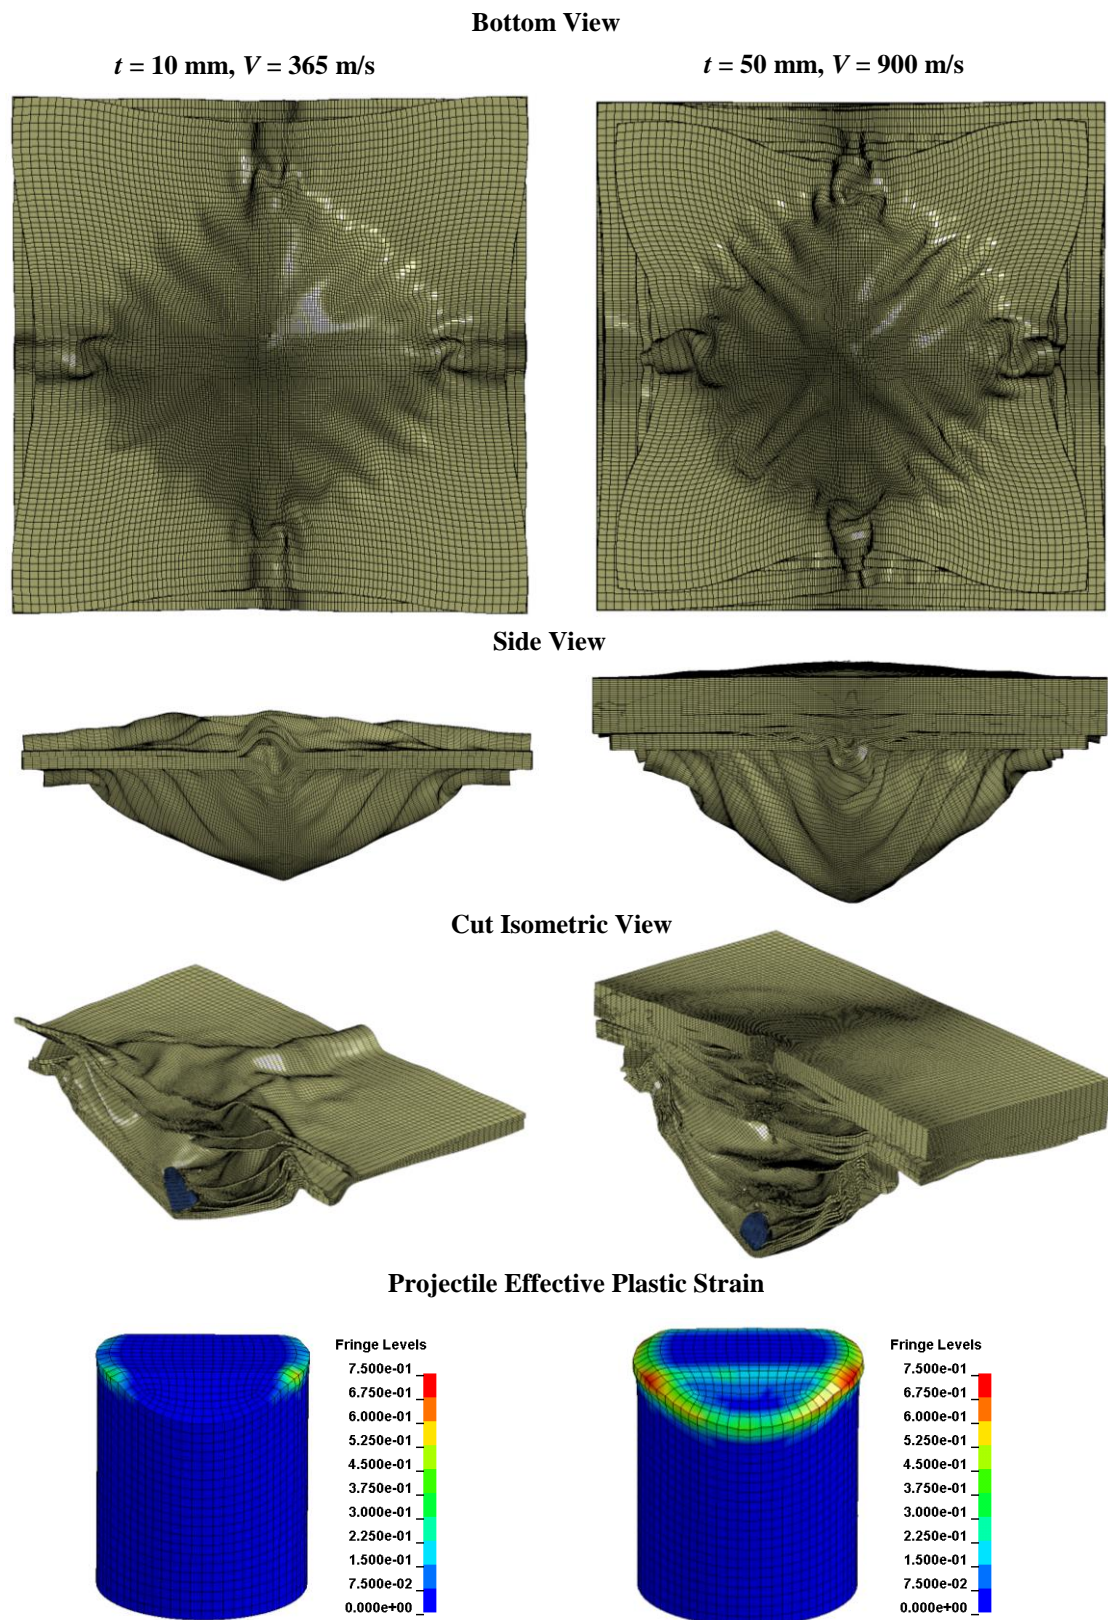 Bottom View
t = 10 mm, V = 365 m/s
t = 50 mm, V = 900 m/s
Side View
Cut Isometric View
Projectile Effective Plastic Strain
Fringe Levels
7.500e-01
6.750e-01
6.000e-01
5.250e-01
4.500e-01
3.750e-01
3.000e-01
2.250e-01
1.500e-01
7.500e-02
0.000e+00
Fringe Levels
7.500e-01
6.750e-01
6.000e-01
5.250e-01
4.500e-01
3.750e-01
3.000e-01
2.250e-01
1.500e-01
7.500e-02
0.000e+00